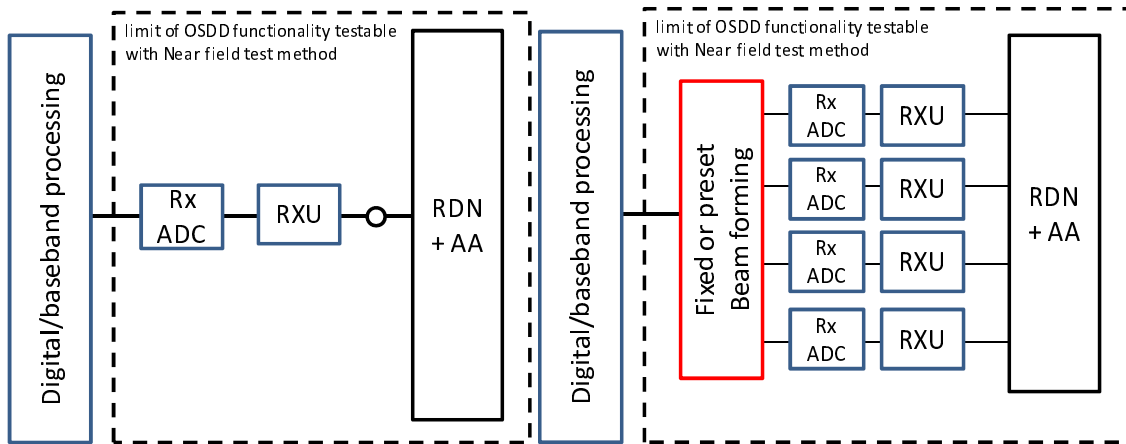 limit of OSDD functionality testable
with Near field test method
Digital/baseband processing
Rx
ADC
RXU
RDN
+ AA
limit of OSDD functionality testable
with Near field test method
Digital/baseband processing
Fixed or preset
Beam forming
Rx
ADC
RXU
Rx
ADC
RXU
Rx
ADC
RXU
Rx
ADC
RXU
RDN
+ AA